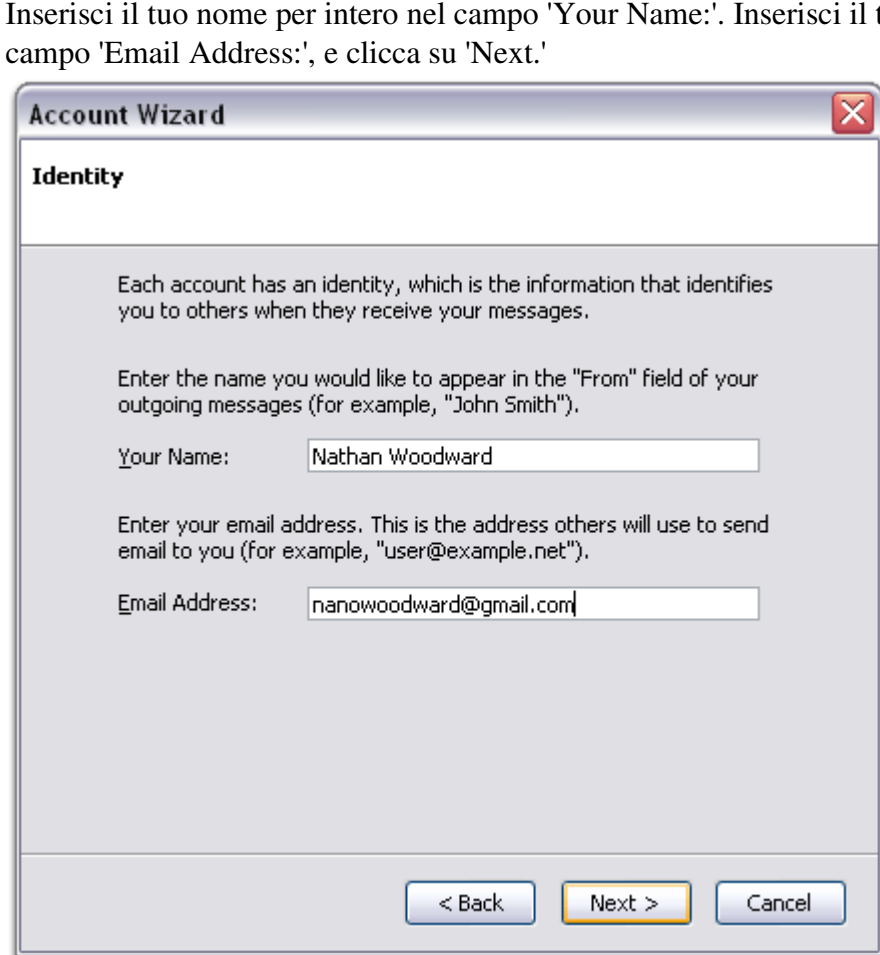 Inserisci il tuo nome per intero nel campo 'Your Name:'. Inserisci il
campo 'Email Address:', e clicca su 'Next.'
Account Wizard
Identity
Each account has an identity, which is the information that identifies
you to others when they receive your messages.
Enter the name you would like to appear in the "From" field of your
outgoing messages (for example, "John Smith").
Your Name: Nathan Woodward
Enter your email address. This is the address others will use to send
email to you (for example, "user@example.net").
Email Address: nanowoodward@gmail.com
< Back Next > Cancel